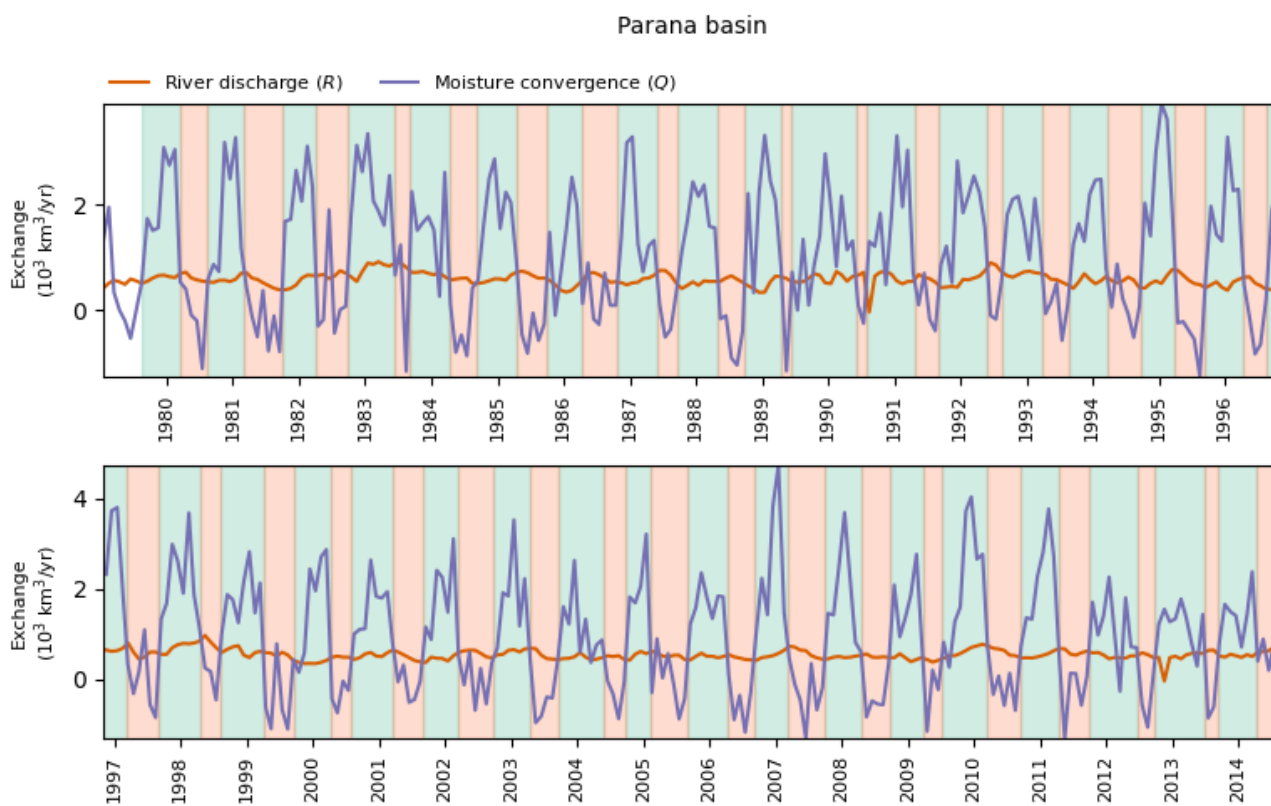 Parana basin
River discharge (R) Moisture convergence (Q)
Exchange
(10³ km³/yr)
2
0
1980 1981 1982 1983 1984 1985 1986 1987 1988 1989 1990 1991 1992 1993 1994 1995 1996
Exchange
(10³ km³/yr)
4
2
0
1997 1998 1999 2000 2001 2002 2003 2004 2005 2006 2007 2008 2009 2010 2011 2012 2013 2014